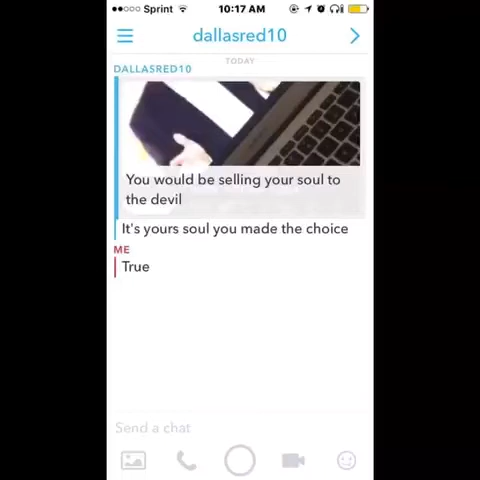 Sprint 10:17 AM
dallasred10
TODAY
DALLASRED10
You would be selling your soul to
the devil
It's yours soul you made the choice
ME
True
Send a chat